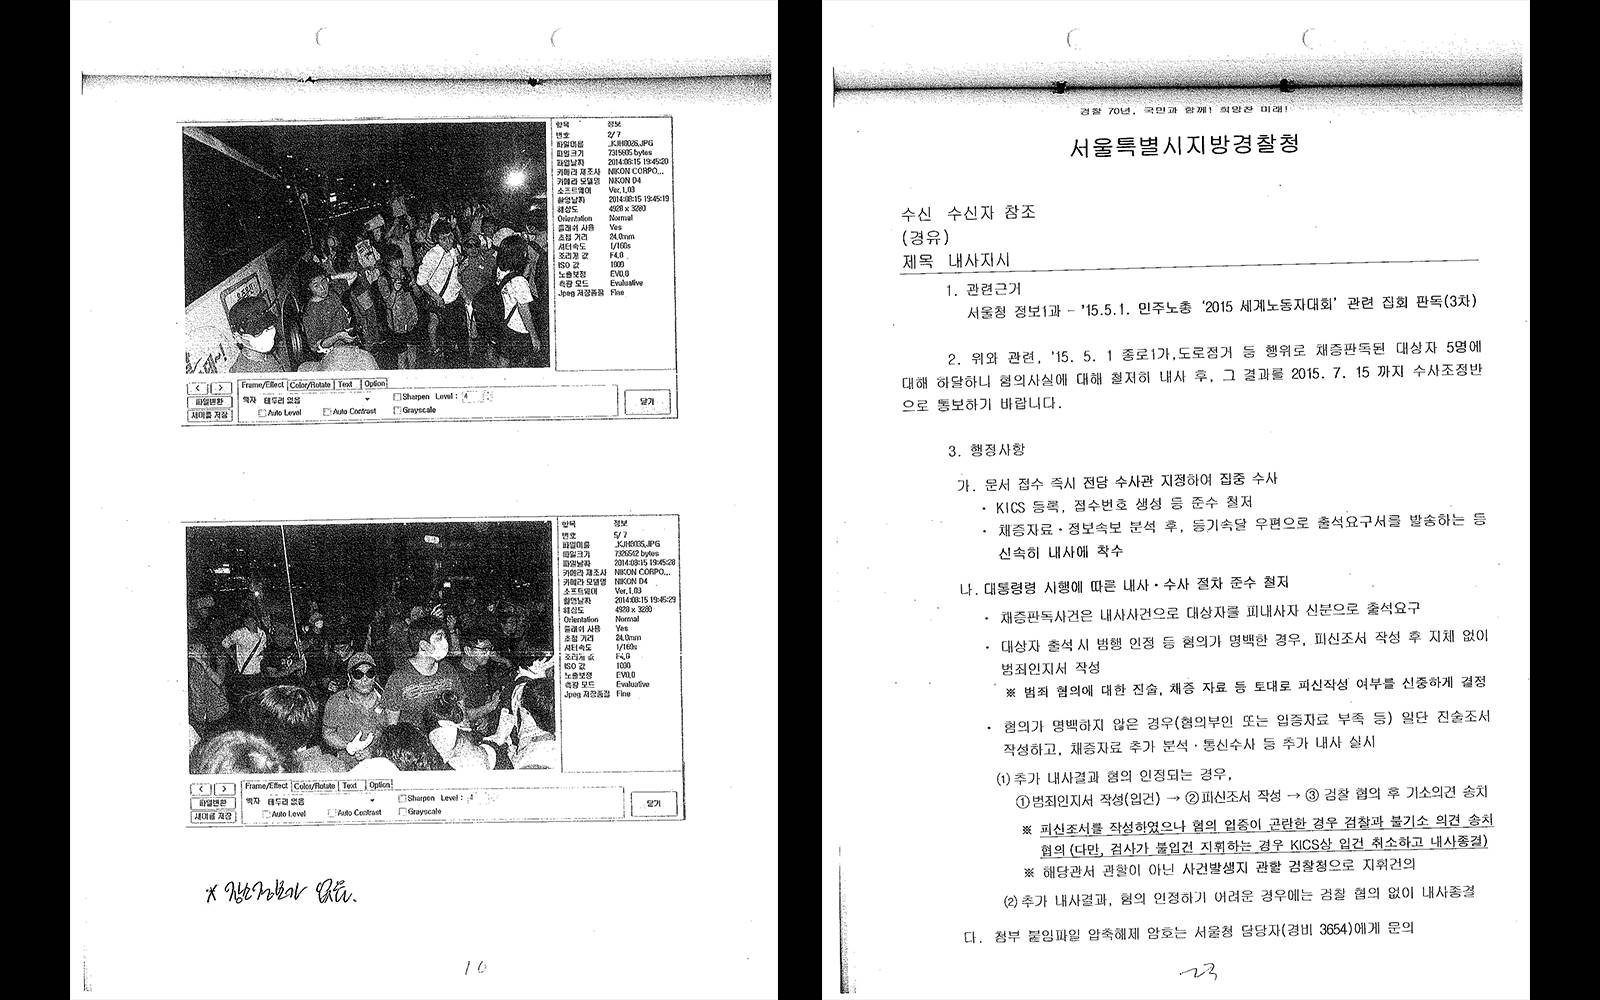 항목 정보
번호 2/ 7
파일이름 _KJH8026.JPG
파일크기 7315605 bytes
파일날짜 2014:08:15 19:45:20
카메라 제조사 NIKON CORPO...
카메라 모델명 NIKON D4
소프트웨어 Ver.1.03
촬영날짜 2014:08:15 19:45:19
해상도 4928 x 3280
Orientation Normal
플래쉬 사용 Yes
초점 거리 24.0mm
셔터속도 1/160s
조리개 값 F4.0
ISO 값 1000
노출보정 EV0.0
측광 모드 Evaluative
Jpeg 저장품질 Fine
< >
파일변환
새이름 저장
Frame/Effect Color/Rotate Text Option
액자 테두리 없음
Sharpen Level : 4
Auto Level Auto Contrast Grayscale
닫기
항목 정보
번호 5/ 7
파일이름 _KJH8035.JPG
파일크기 7326542 bytes
파일날짜 2014:08:15 19:45:28
카메라 제조사 NIKON CORPO...
카메라 모델명 NIKON D4
소프트웨어 Ver.1.03
촬영날짜 2014:08:15 19:45:29
해상도 4928 x 3280
Orientation Normal
플래쉬 사용 Yes
초점 거리 24.0mm
셔터속도 1/160s
조리개 값 F4.0
ISO 값 1000
노출보정 EV0.0
측광 모드 Evaluative
Jpeg 저장품질 Fine
< >
파일변환
새이름 저장
Frame/Effect Color/Rotate Text Option
액자 테두리 없음
Sharpen Level : 4
Auto Level Auto Contrast Grayscale
닫기
※ 장소정보가 없음.
10
경찰 70년, 국민과 함께! 희망찬 미래!
서울특별시지방경찰청
수신 수신자 참조
(경유)
제목 내사지시
1. 관련근거
서울청 정보1과 - '15.5.1. 민주노총 '2015 세계노동자대회' 관련 집회 판독(3차)
2. 위와 관련, '15. 5. 1 종로1가,도로점거 등 행위로 채증판독된 대상자 5명에
대해 하달하니 혐의사실에 대해 철저히 내사 후, 그 결과를 2015. 7. 15 까지 수사조정반
으로 통보하기 바랍니다.
3. 행정사항
가. 문서 접수 즉시 전담 수사관 지정하여 집중 수사
· KICS 등록, 접수번호 생성 등 준수 철저
· 채증자료·정보속보 분석 후, 등기속달 우편으로 출석요구서를 발송하는 등
신속히 내사에 착수
나. 대통령령 시행에 따른 내사·수사 절차 준수 철저
· 채증판독사건은 내사사건으로 대상자를 피내사자 신분으로 출석요구
· 대상자 출석 시 범행 인정 등 혐의가 명백한 경우, 피신조서 작성 후 지체 없이
범죄인지서 작성
※ 범죄 혐의에 대한 진술, 채증 자료 등 토대로 피신작성 여부를 신중하게 결정
· 혐의가 명백하지 않은 경우(혐의부인 또는 입증자료 부족 등) 일단 진술조서
작성하고, 채증자료 추가 분석·통신수사 등 추가 내사 실시
(1) 추가 내사결과 혐의 인정되는 경우,
①범죄인지서 작성(입건) → ②피신조서 작성 → ③ 검찰 협의 후 기소의견 송치
※ 피신조서를 작성하였으나 혐의 입증이 곤란한 경우 검찰과 불기소 의견 송치
협의 (다만, 검사가 불입건 지휘하는 경우 KICS상 입건 취소하고 내사종결)
※ 해당관서 관할이 아닌 사건발생지 관할 검찰청으로 지휘건의
(2) 추가 내사결과, 혐의 인정하기 어려운 경우에는 검찰 협의 없이 내사종결
다. 첨부 붙임파일 압축해제 암호는 서울청 담당자(경비 3654)에게 문의
23